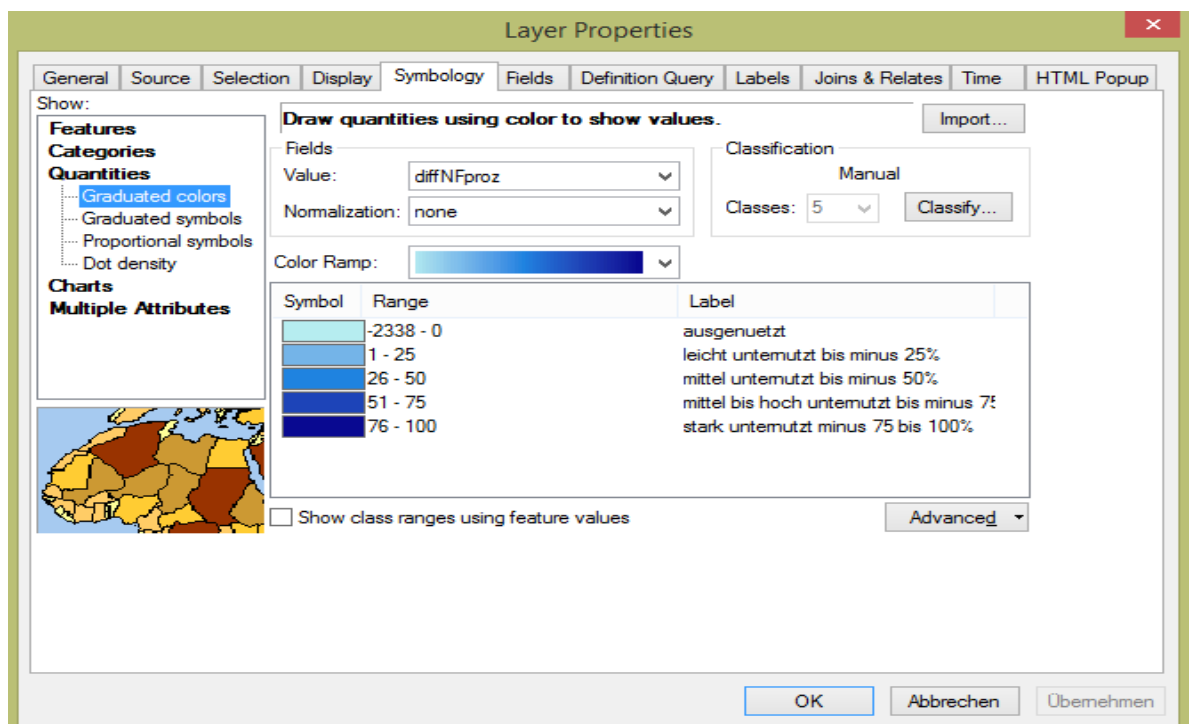 Layer Properties
General Source Selection Display Symbology Fields Definition Query Labels Joins & Relates Time HTML Popup
Show:
Features
Categories
Quantities
Graduated colors
Graduated symbols
Proportional symbols
Dot density
Charts
Multiple Attributes
Draw quantities using color to show values.
Import...
Fields
Value: diffNFproz
Normalization: none
Classification
Manual
Classes: 5 Classify...
Color Ramp:
Symbol Range Label
-2338 - 0 ausgenuetzt
1 - 25 leicht unternutzt bis minus 25%
26 - 50 mittel unternutzt bis minus 50%
51 - 75 mittel bis hoch unternutzt bis minus 75
76 - 100 stark unternutzt minus 75 bis 100%
Show class ranges using feature values
Advanced
OK Abbrechen Übernehmen